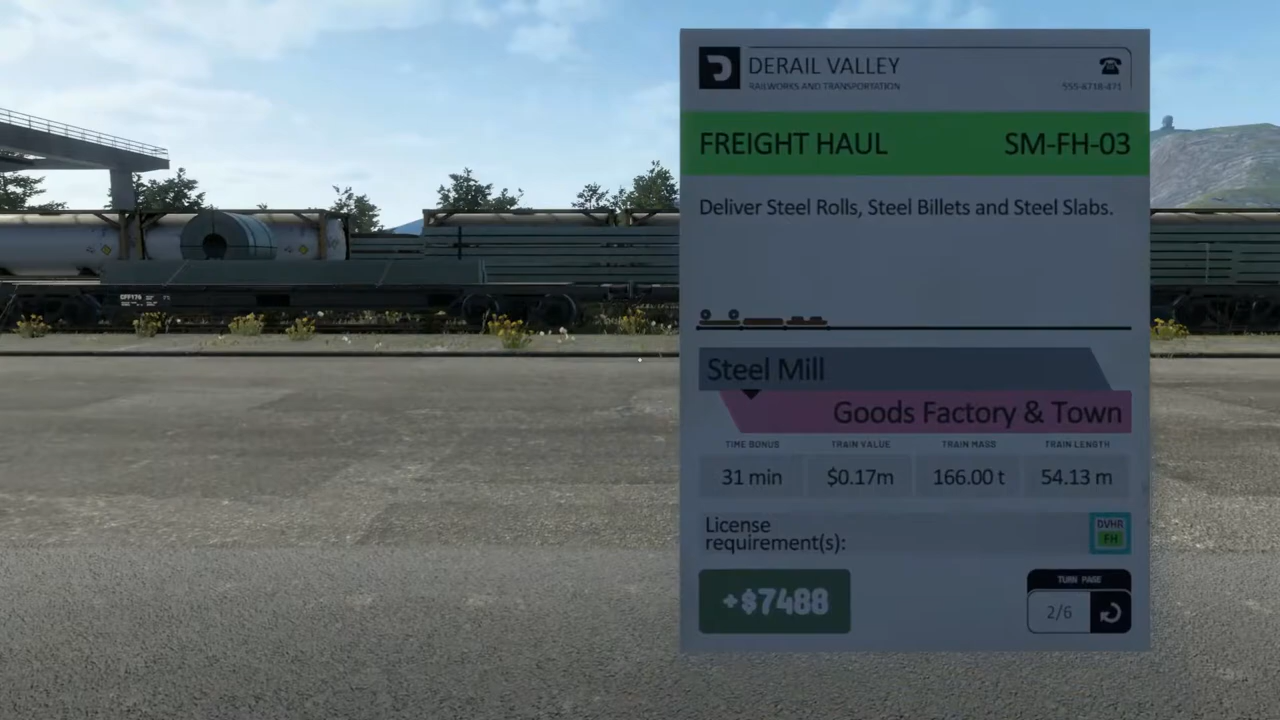 DERAIL VALLEY
RAILWORKS AND TRANSPORTATION
555-4718-471
FREIGHT HAUL
SM-FH-03
Deliver Steel Rolls, Steel Billets and Steel Slabs.
Steel Mill
Goods Factory & Town
TIME BONUS TRAIN VALUE TRAIN MASS TRAIN LENGTH
31 min $0.17m 166.00 t 54.13 m
License
requirement(s):
DVHR
FH
+$7488
TURN PAGE
2/6